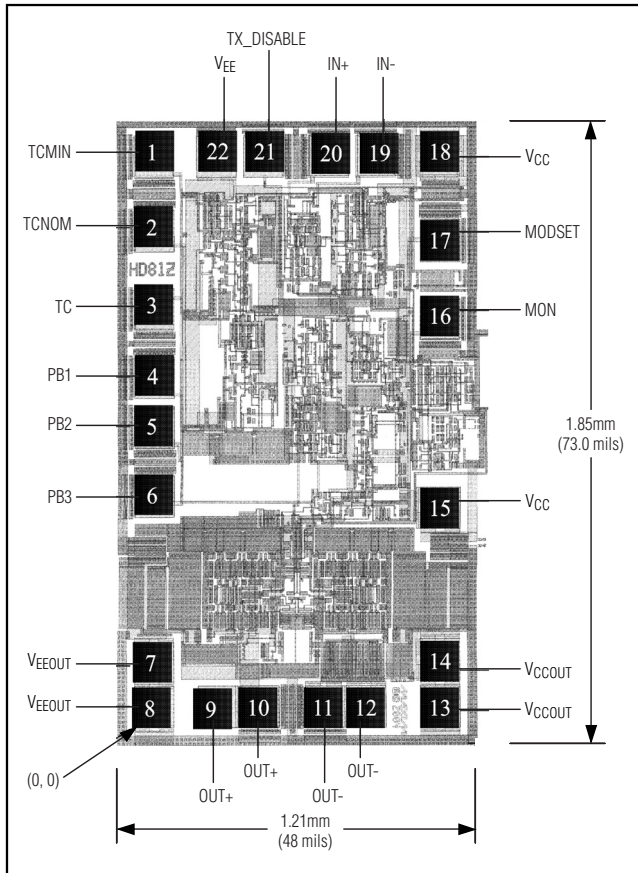 TX_DISABLE
VEE IN+ IN-
TCMIN 1 22 21 20 19 18 VCC
TCNOM 2 17 MODSET
HD81Z
TC 3 16 MON
PB1 4
PB2 5
1.85mm
(73.0 mils)
PB3 6 15 VCC
VEEOUT 7 14 VCCOUT
VEEOUT 8 9 10 11 12 13 VCCOUT
(0, 0)
OUT+ OUT-
OUT+ OUT-
1.21mm
(48 mils)